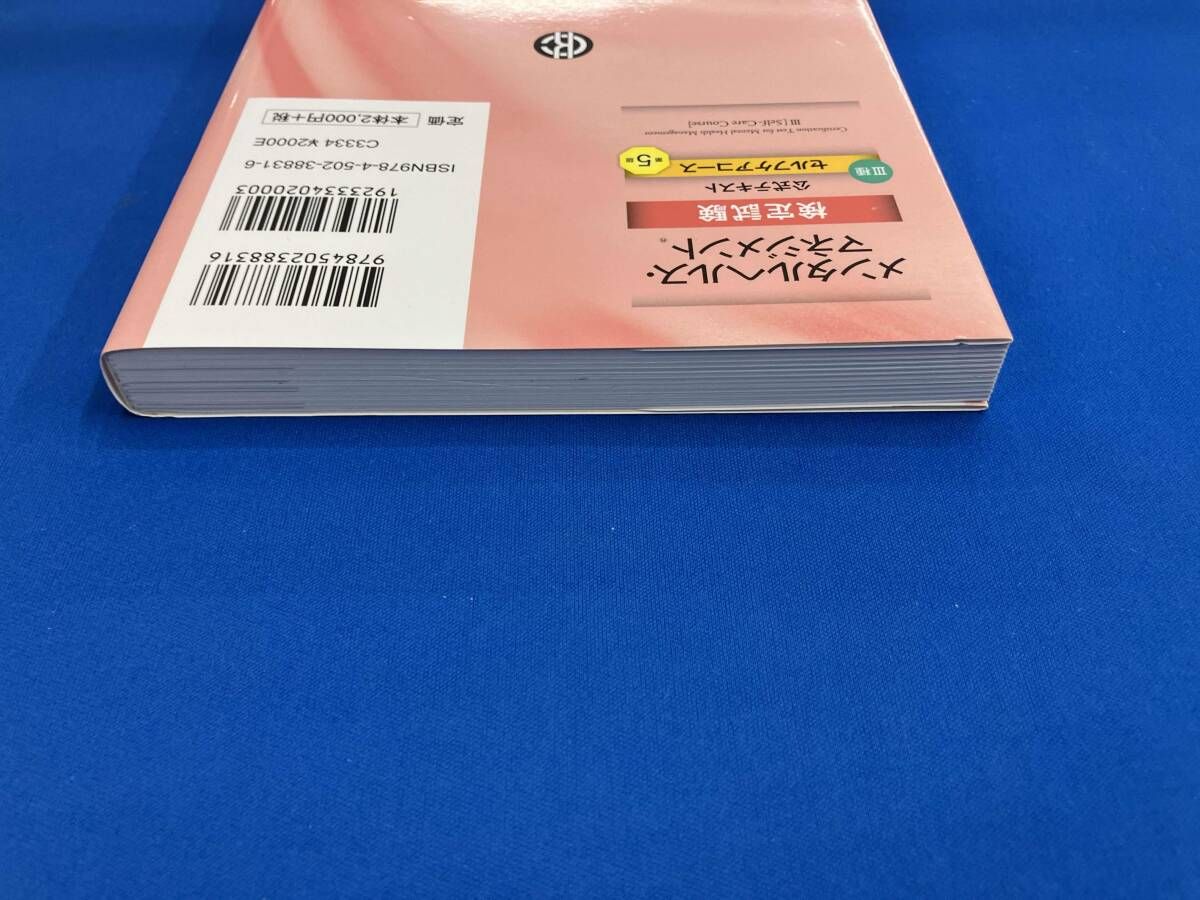 メンタルヘルス・
マネジメント®
検定試験
公式テキスト
Ⅲ種
セルフケアコース
第5版
Certification Test for Mental Health Management
III [Self-Care Course]
9784502388316
1923334020003
ISBN978-4-502-38831-6
C3334 ¥2000E
定価 本体2,000円+税